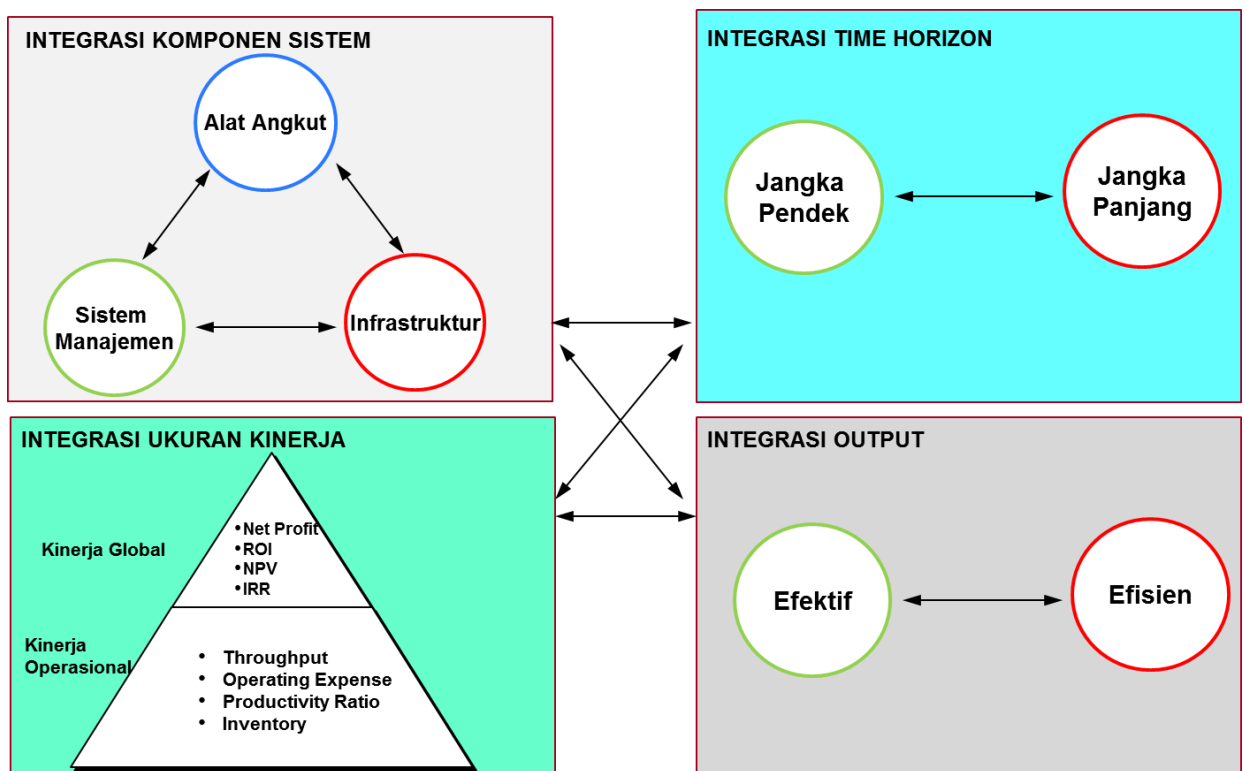 INTEGRASI KOMPONEN SISTEM
Alat Angkut
Sistem
Manajemen
Infrastruktur
INTEGRASI TIME HORIZON
Jangka
Pendek
Jangka
Panjang
INTEGRASI UKURAN KINERJA
Kinerja Global
•Net Profit
•ROI
•NPV
•IRR
Kinerja
Operasional
• Throughput
• Operating Expense
• Productivity Ratio
• Inventory
INTEGRASI OUTPUT
Efektif
Efisien